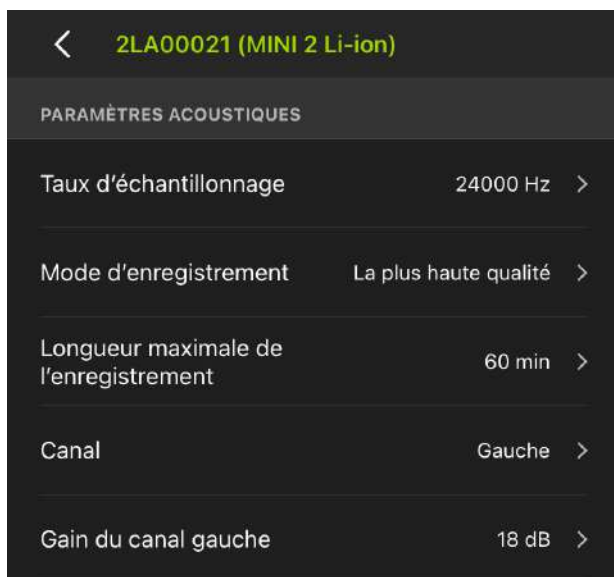 2LA00021 (MINI 2 Li-ion)
PARAMÈTRES ACOUSTIQUES
Taux d'échantillonnage 24000 Hz
Mode d'enregistrement La plus haute qualité
Longueur maximale de
l'enregistrement 60 min
Canal Gauche
Gain du canal gauche 18 dB